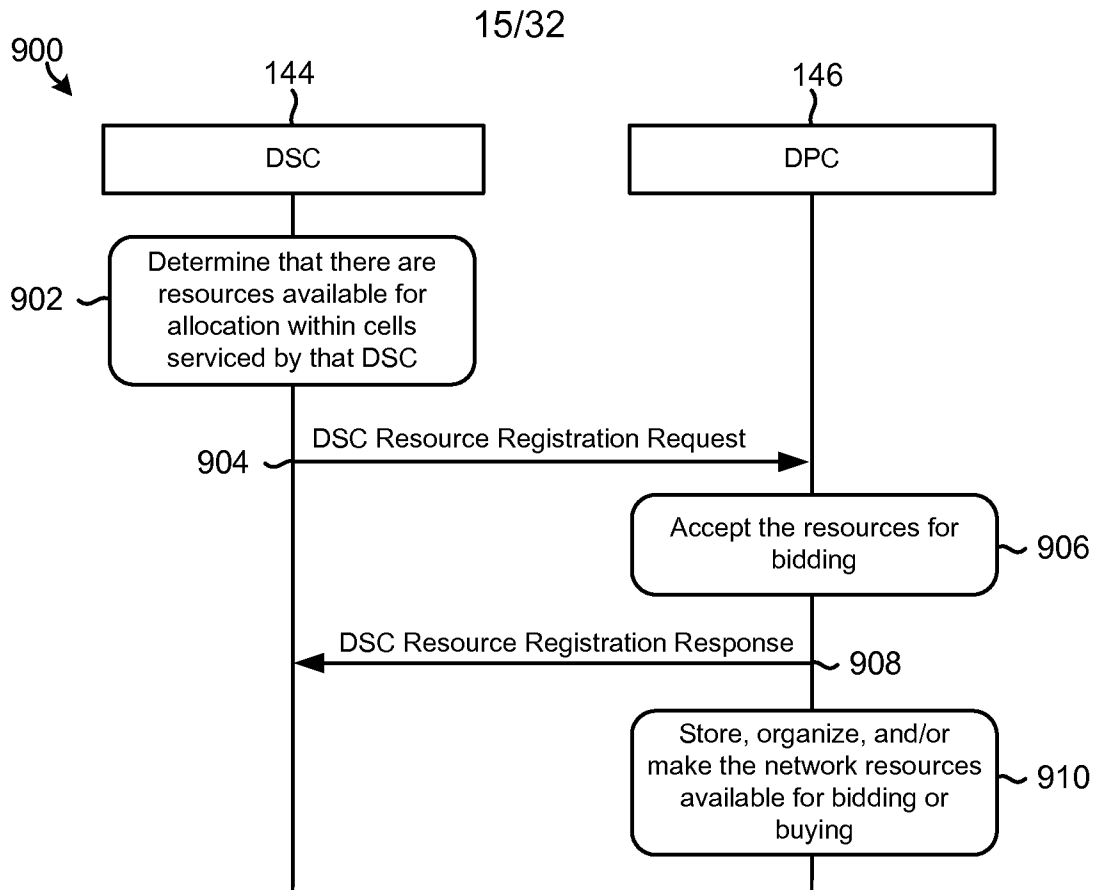 15/32
900
144
146
DSC
DPC
902
Determine that there are
resources available for
allocation within cells
serviced by that DSC
DSC Resource Registration Request
904
Accept the resources for
bidding
906
DSC Resource Registration Response
908
Store, organize, and/or
make the network resources
available for bidding or
buying
910